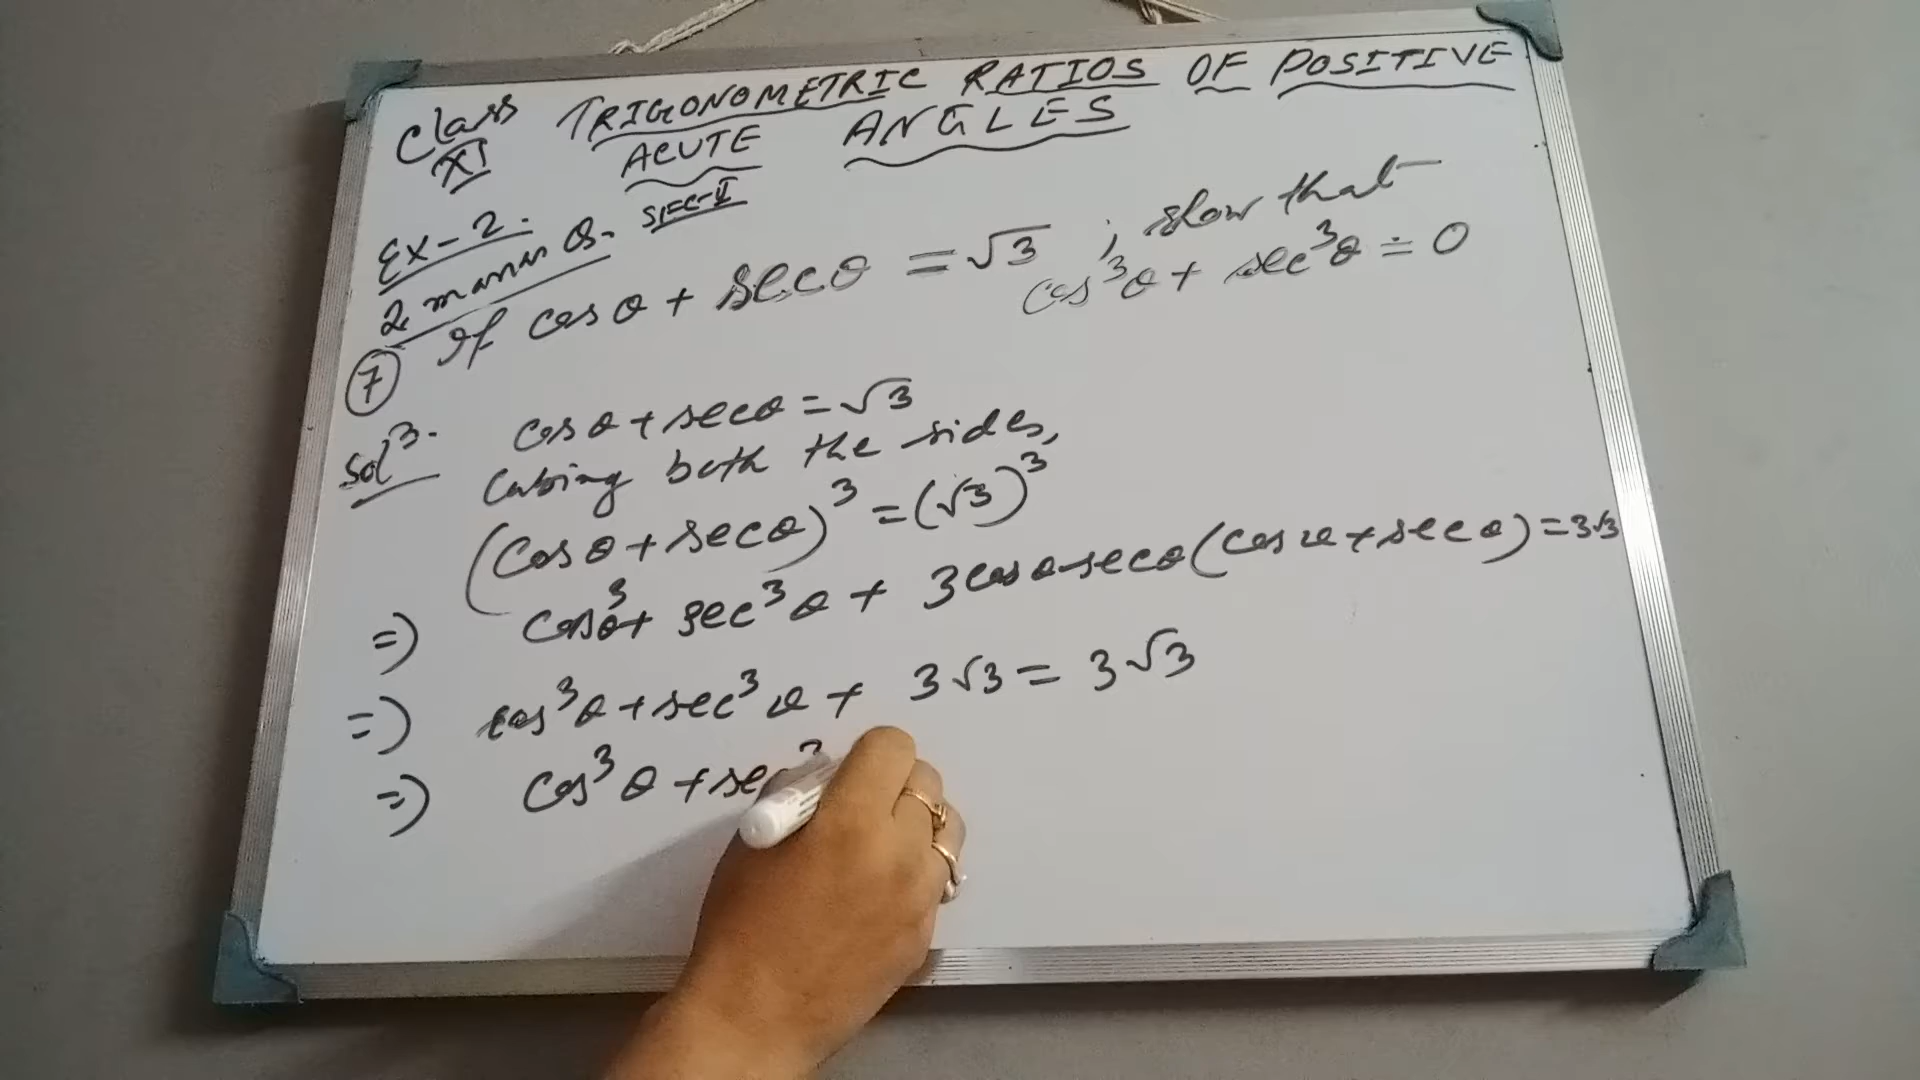 Class XI
TRIGONOMETRIC RATIOS OF POSITIVE
ACUTE ANGLES
Ex-2. SEC-II
2 marks Q.
7 If cosθ + secθ = √3 ; show that
cos³θ + sec³θ = 0
Solⁿ. cosθ + secθ = √3
Cubing both the sides,
(cosθ + secθ)³ = (√3)³
=) cos³θ + sec³θ + 3cosθ secθ (cosθ + secθ) = 3√3
=) cos³θ + sec³θ + 3√3 = 3√3
=) cos³θ + sec³